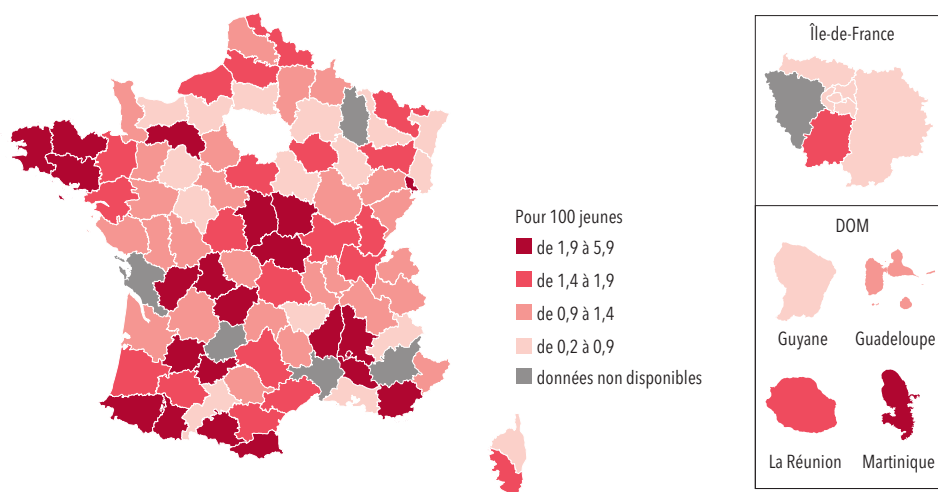 Pour 100 jeunes
de 1,9 à 5,9
de 1,4 à 1,9
de 0,9 à 1,4
de 0,2 à 0,9
données non disponibles
Île-de-France
DOM
Guyane
Guadeloupe
La Réunion
Martinique